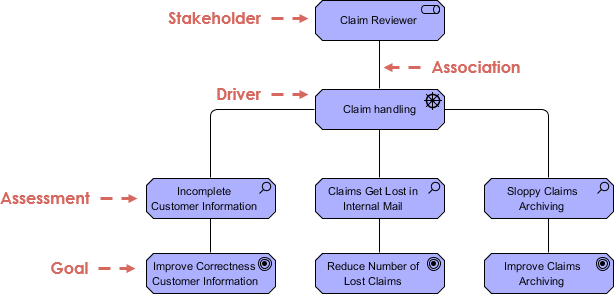 Stakeholder
Claim Reviewer
Association
Driver
Claim handling
Assessment
Incomplete
Customer Information
Claims Get Lost in
Internal Mail
Sloppy Claims
Archiving
Goal
Improve Correctness
Customer Information
Reduce Number of
Lost Claims
Improve Claims
Archiving